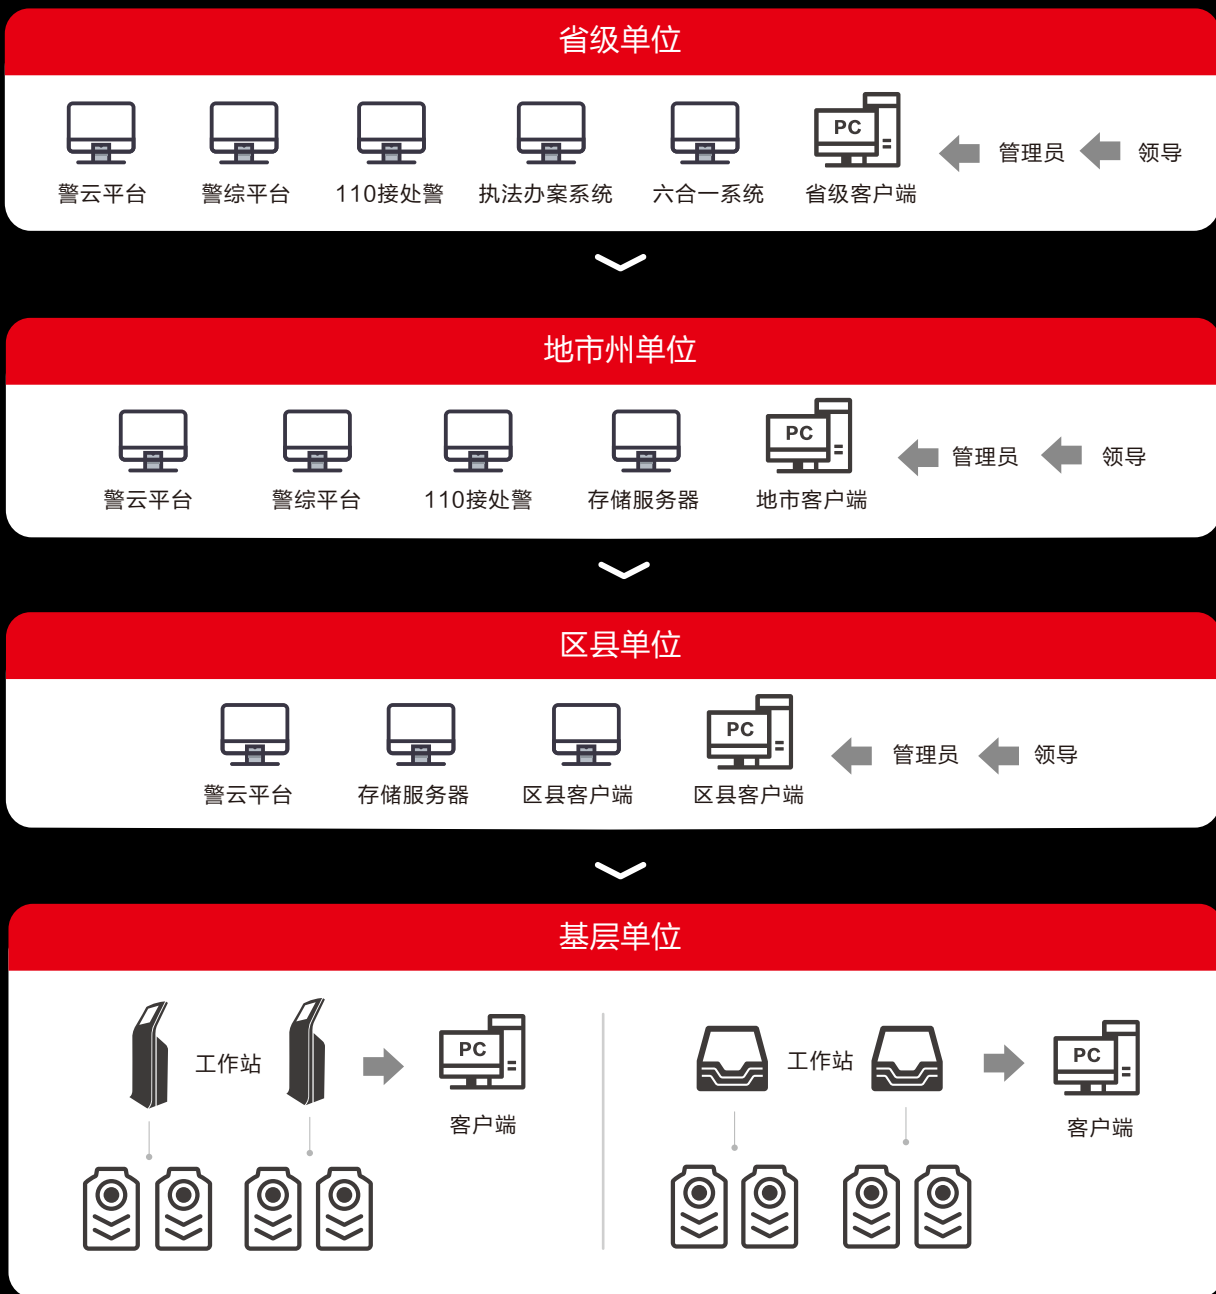 省级单位
PC
管理员
领导
警云平台
警综平台
110接处警
执法办案系统
六合一系统
省级客户端
地市州单位
PC
管理员
领导
警云平台
警综平台
110接处警
存储服务器
地市客户端
区县单位
PC
管理员
领导
警云平台
存储服务器
区县客户端
区县客户端
基层单位
工作站
PC
客户端
工作站
PC
客户端